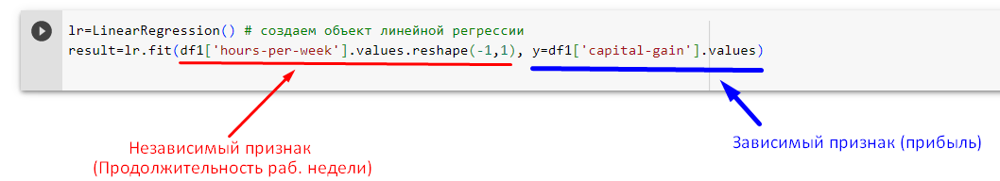 lr=LinearRegression() # создаем объект линейной регрессии
result=lr.fit(df1['hours-per-week'].values.reshape(-1,1), y=df1['capital-gain'].values)
Независимый признак
(Продолжительность раб. недели)
Зависимый признак (прибыль)